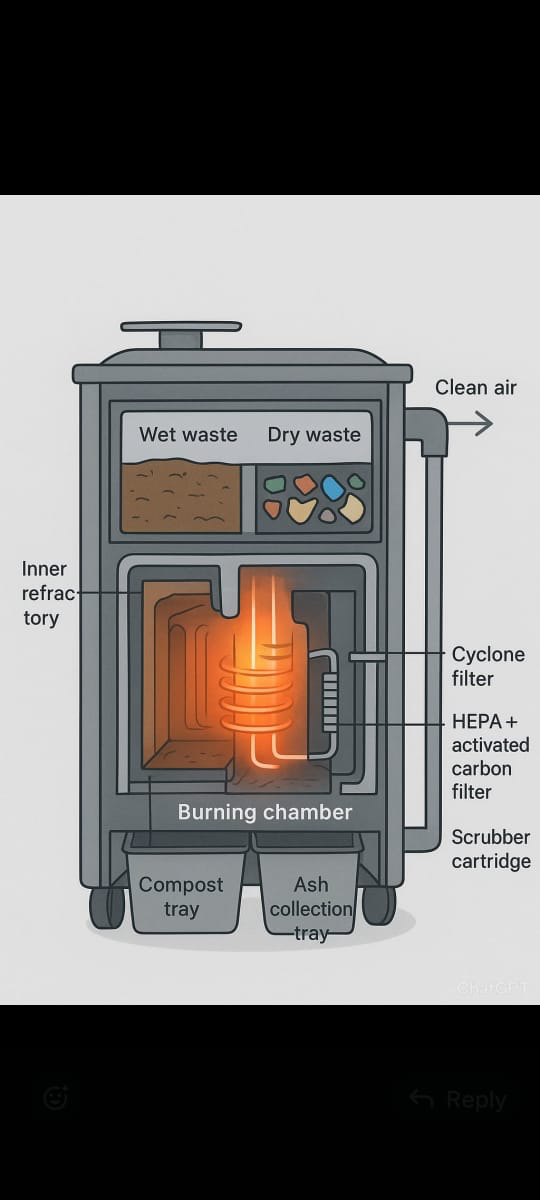 Clean air
Wet waste
Dry waste
Inner
refrac
tory
Cyclone
filter
HEPA +
activated
carbon
filter
Burning chamber
Scrubber
cartridge
Compost
tray
Ash
collection
tray
ChatGPT
Reply